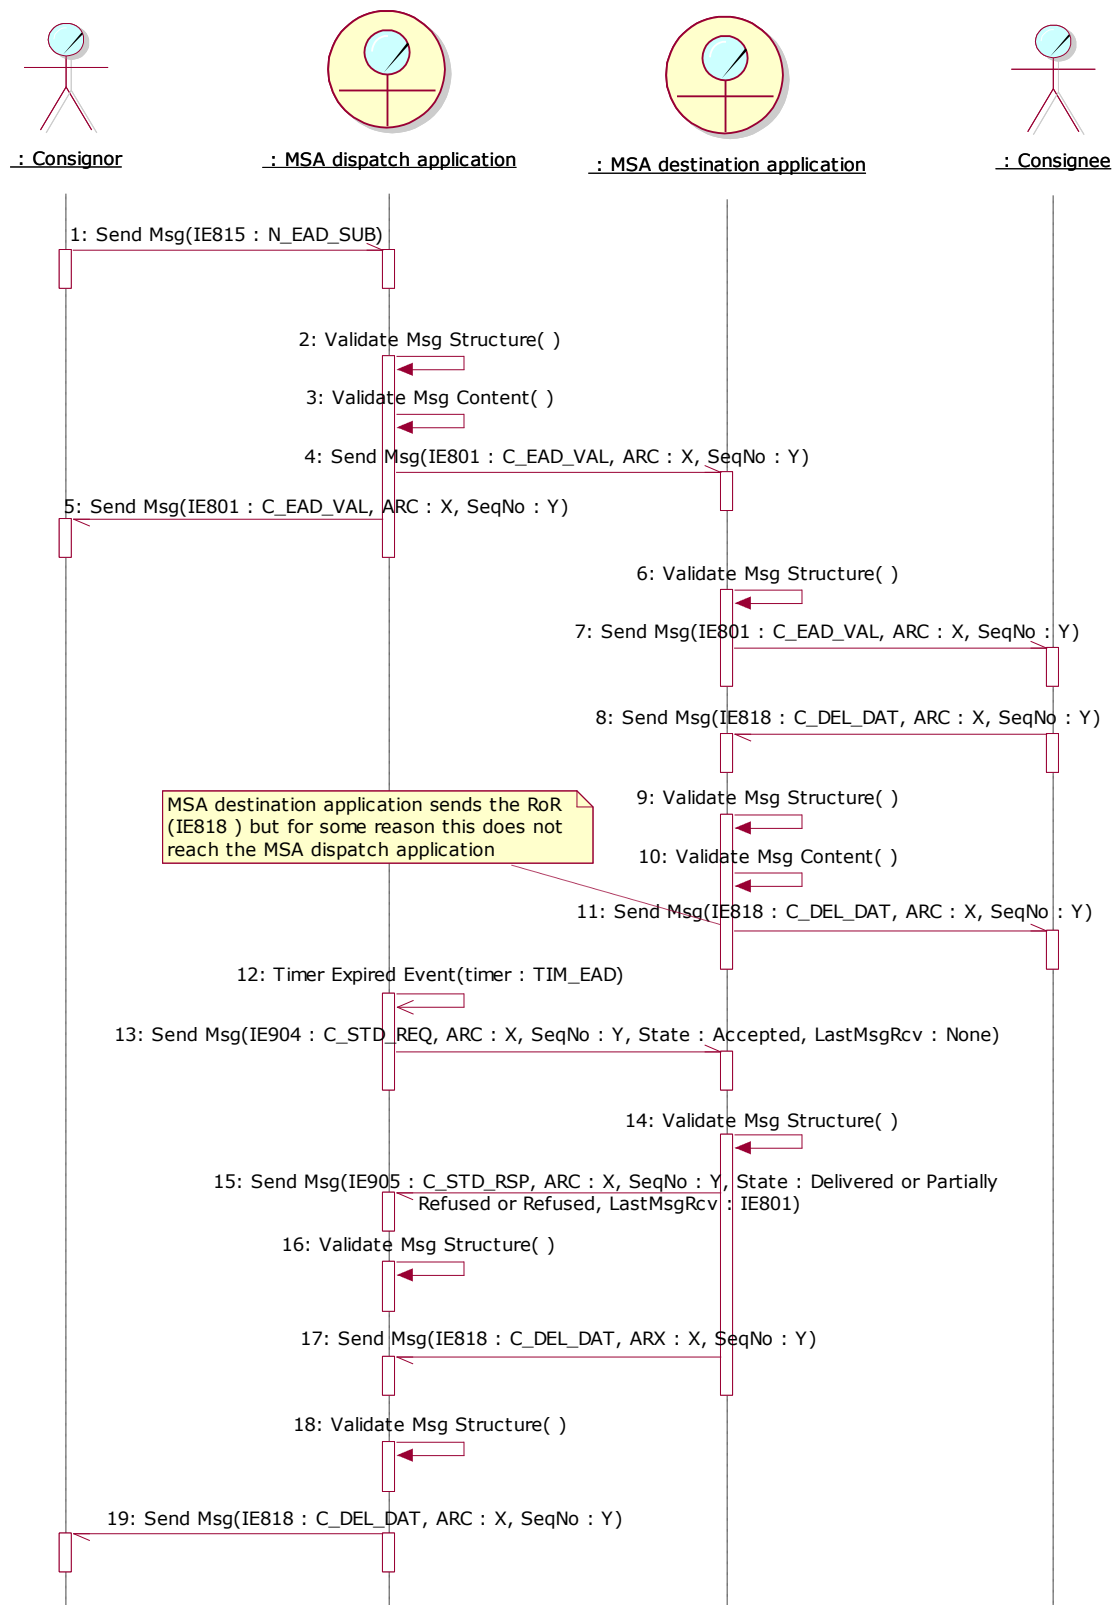 : Consignor
: MSA dispatch application
: MSA destination application
: Consignee
1: Send Msg(IE815 : N_EAD_SUB)
2: Validate Msg Structure( )
3: Validate Msg Content( )
4: Send Msg(IE801 : C_EAD_VAL, ARC : X, SeqNo : Y)
5: Send Msg(IE801 : C_EAD_VAL, ARC : X, SeqNo : Y)
6: Validate Msg Structure( )
7: Send Msg(IE801 : C_EAD_VAL, ARC : X, SeqNo : Y)
8: Send Msg(IE818 : C_DEL_DAT, ARC : X, SeqNo : Y)
MSA destination application sends the RoR
(IE818 ) but for some reason this does not
reach the MSA dispatch application
9: Validate Msg Structure( )
10: Validate Msg Content( )
11: Send Msg(IE818 : C_DEL_DAT, ARC : X, SeqNo : Y)
12: Timer Expired Event(timer : TIM_EAD)
13: Send Msg(IE904 : C_STD_REQ, ARC : X, SeqNo : Y, State : Accepted, LastMsgRcv : None)
14: Validate Msg Structure( )
15: Send Msg(IE905 : C_STD_RSP, ARC : X, SeqNo : Y, State : Delivered or Partially
Refused or Refused, LastMsgRcv : IE801)
16: Validate Msg Structure( )
17: Send Msg(IE818 : C_DEL_DAT, ARX : X, SeqNo : Y)
18: Validate Msg Structure( )
19: Send Msg(IE818 : C_DEL_DAT, ARC : X, SeqNo : Y)